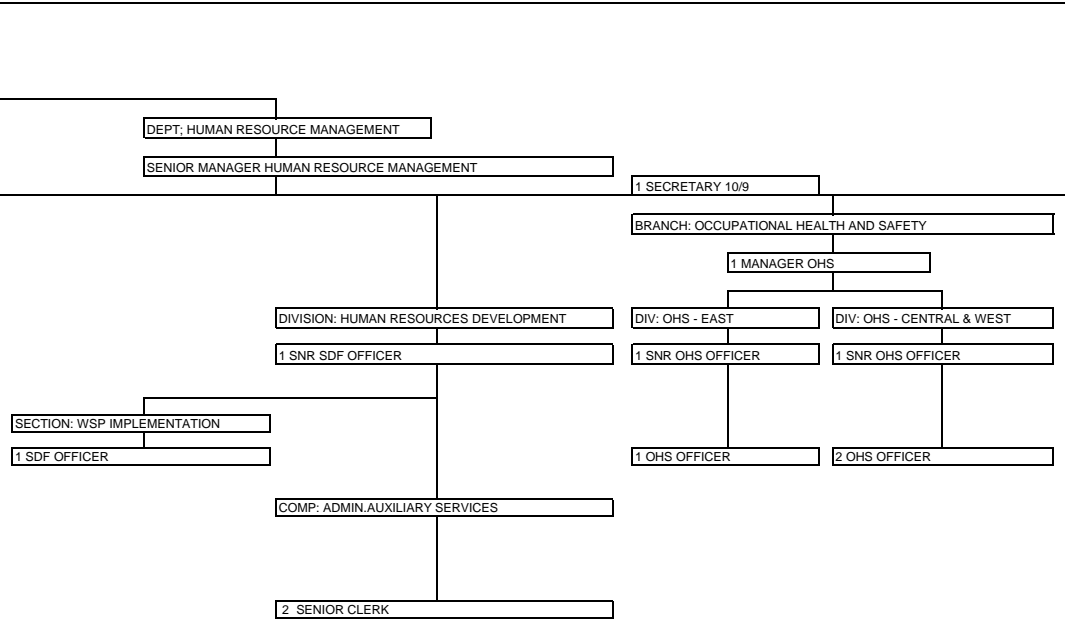 DEPT; HUMAN RESOURCE MANAGEMENT
SENIOR MANAGER HUMAN RESOURCE MANAGEMENT
1 SECRETARY 10/9
BRANCH: OCCUPATIONAL HEALTH AND SAFETY
1 MANAGER OHS
DIVISION: HUMAN RESOURCES DEVELOPMENT
DIV: OHS - EAST
DIV: OHS - CENTRAL & WEST
1 SNR SDF OFFICER
1 SNR OHS OFFICER
1 SNR OHS OFFICER
SECTION: WSP IMPLEMENTATION
1 SDF OFFICER
1 OHS OFFICER
2 OHS OFFICER
COMP: ADMIN.AUXILIARY SERVICES
2 SENIOR CLERK